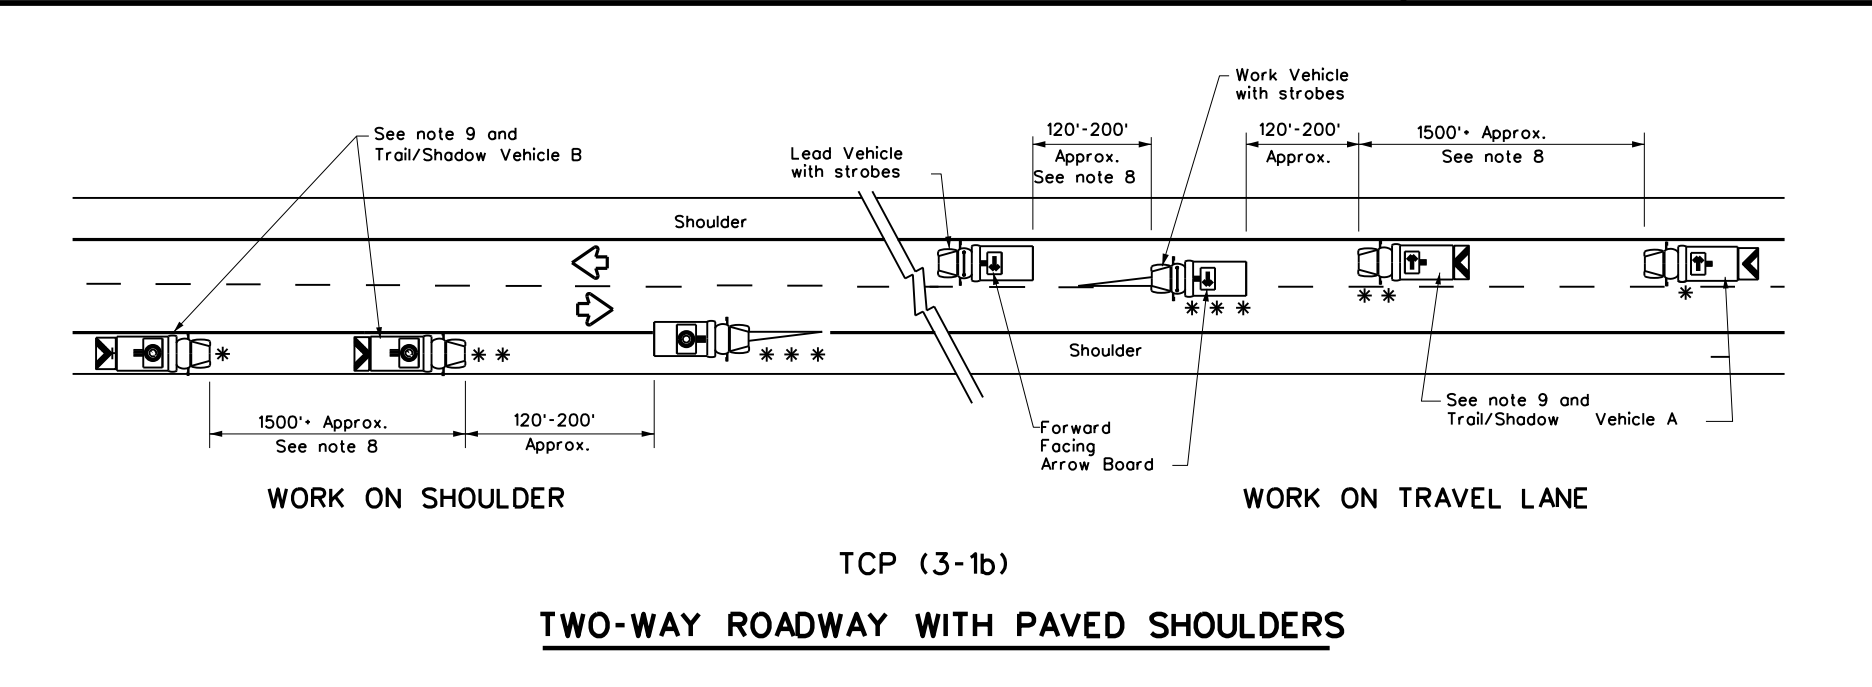 Work Vehicle
with strobes
See note 9 and
Trail/Shadow Vehicle B
Lead Vehicle
with strobes
120'-200'
Approx.
See note 8
120'-200'
Approx.
1500'+ Approx.
See note 8
Shoulder
Shoulder
* * * * * *
* * * * * *
1500'+ Approx.
See note 8
120'-200'
Approx.
See note 9 and
Trail/Shadow Vehicle A
Forward
Facing
Arrow Board
WORK ON SHOULDER
WORK ON TRAVEL LANE
TCP (3-1b)
TWO-WAY ROADWAY WITH PAVED SHOULDERS